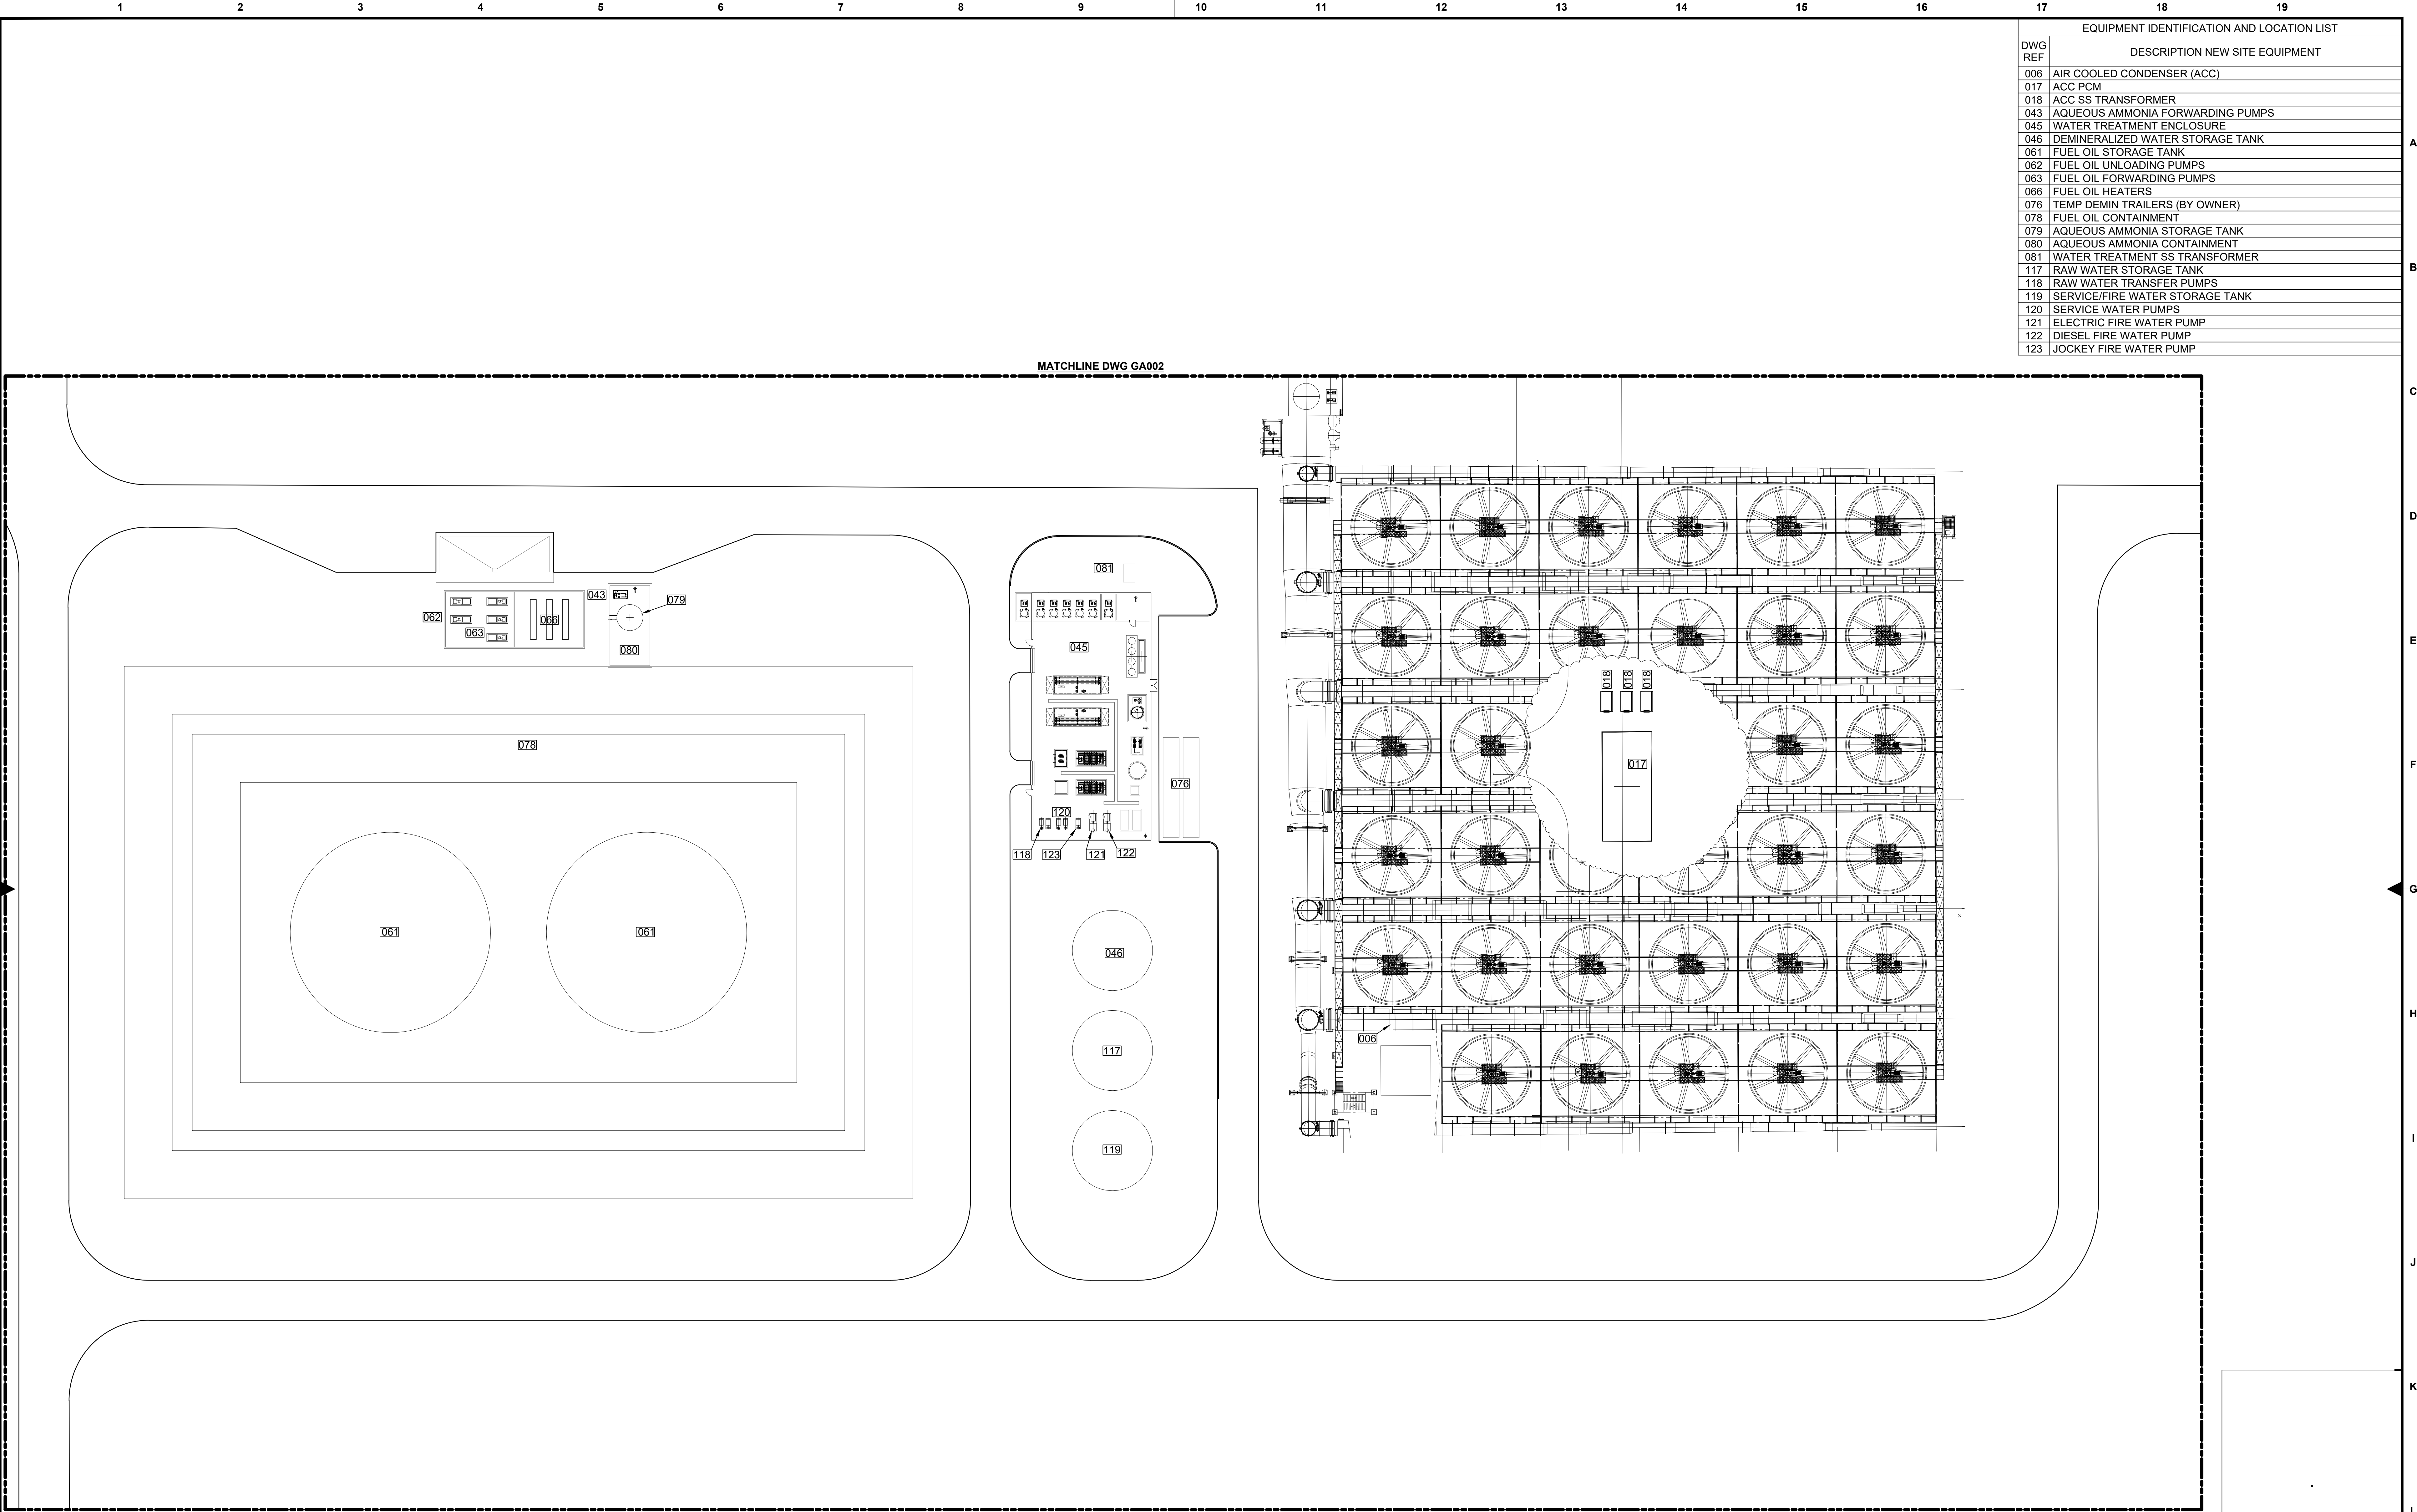 1 2 3 4 5 6 7 8 9 10 11 12 13 14 15 16 17 18 19
EQUIPMENT IDENTIFICATION AND LOCATION LIST
DWG REF DESCRIPTION NEW SITE EQUIPMENT
006 AIR COOLED CONDENSER (ACC)
017 ACC PCM
018 ACC SS TRANSFORMER
043 AQUEOUS AMMONIA FORWARDING PUMPS
045 WATER TREATMENT ENCLOSURE
046 DEMINERALIZED WATER STORAGE TANK
061 FUEL OIL STORAGE TANK
062 FUEL OIL UNLOADING PUMPS
063 FUEL OIL FORWARDING PUMPS
066 FUEL OIL HEATERS
076 TEMP DEMIN TRAILERS (BY OWNER)
078 FUEL OIL CONTAINMENT
079 AQUEOUS AMMONIA STORAGE TANK
080 AQUEOUS AMMONIA CONTAINMENT
081 WATER TREATMENT SS TRANSFORMER
117 RAW WATER STORAGE TANK
118 RAW WATER TRANSFER PUMPS
119 SERVICE/FIRE WATER STORAGE TANK
120 SERVICE WATER PUMPS
121 ELECTRIC FIRE WATER PUMP
122 DIESEL FIRE WATER PUMP
123 JOCKEY FIRE WATER PUMP
A
B
MATCHLINE DWG GA002
C
D
081
043
079
062
063
066
080
045
E
018 018 018
078
017
F
076
120
118 123 121 122
G
061 061
046
H
006
117
119
I
J
K